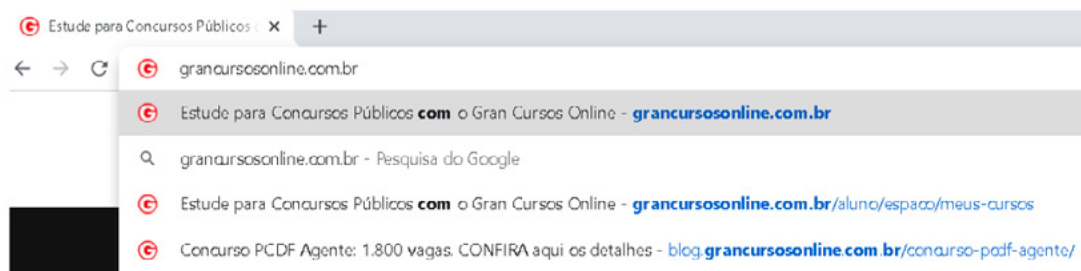 Estude para Concursos Públicos
grancursosonline.com.br
Estude para Concursos Públicos com o Gran Cursos Online - grancursosonline.com.br
grancursosonline.com.br - Pesquisa do Google
Estude para Concursos Públicos com o Gran Cursos Online - grancursosonline.com.br/aluno/espaco/meus-cursos
Concurso PCDF Agente: 1.800 vagas. CONFIRA aqui os detalhes - blog.grancursosonline.com.br/concurso-pcdf-agente/